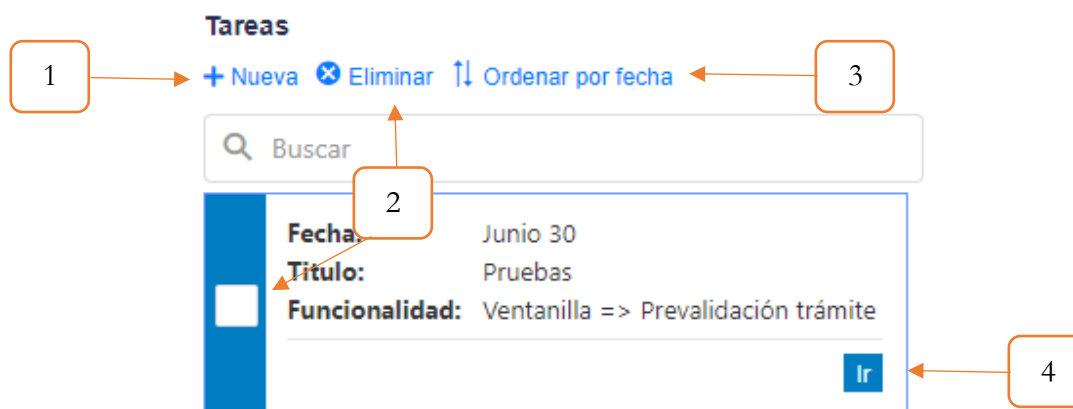 Tareas
1
Nueva Eliminar Ordenar por fecha
3
Buscar
2
Fecha: Junio 30
Titulo: Pruebas
Funcionalidad: Ventanilla => Prevalidación trámite
Ir
4